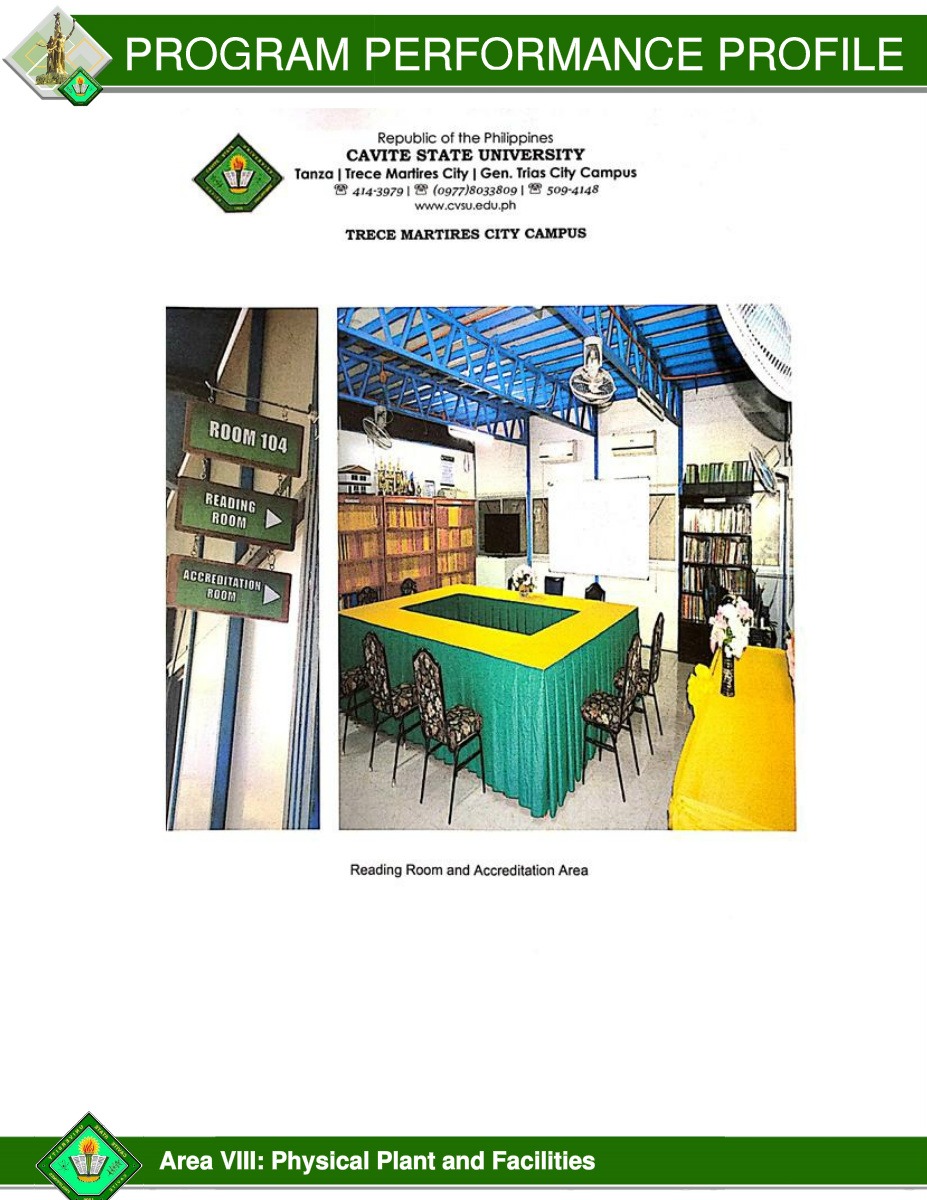 PROGRAM PERFORMANCE PROFILE
Republic of the Philippines
CAVITE STATE UNIVERSITY
Tanza | Trece Martires City | Gen. Trias City Campus
☏ 414-3979 | ☏ (0977)8033809 | ☏ 509-4148
www.cvsu.edu.ph
TRECE MARTIRES CITY CAMPUS
ROOM 104
READING
ROOM
ACCREDITATION
ROOM
Reading Room and Accreditation Area
Area VIII: Physical Plant and Facilities